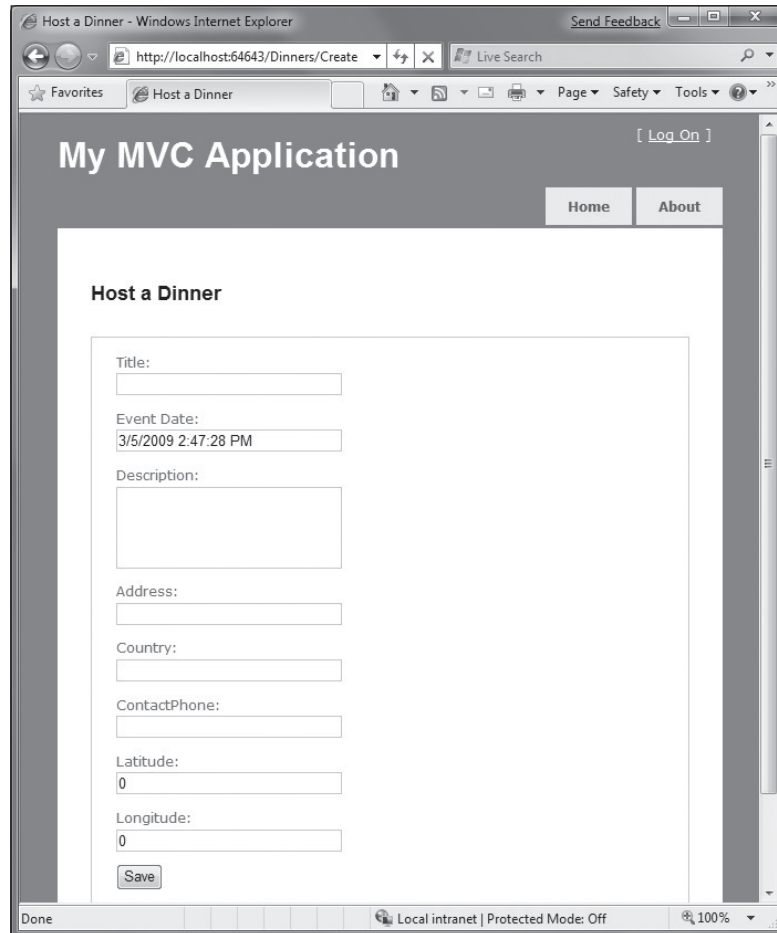 Host a Dinner - Windows Internet Explorer
Send Feedback
http://localhost:64643/Dinners/Create
Live Search
Favorites
Host a Dinner
Page
Safety
Tools
[ Log On ]
My MVC Application
Home
About
Host a Dinner
Title:
Event Date:
3/5/2009 2:47:28 PM
Description:
Address:
Country:
ContactPhone:
Latitude:
0
Longitude:
0
Save
Done
Local intranet | Protected Mode: Off
100%